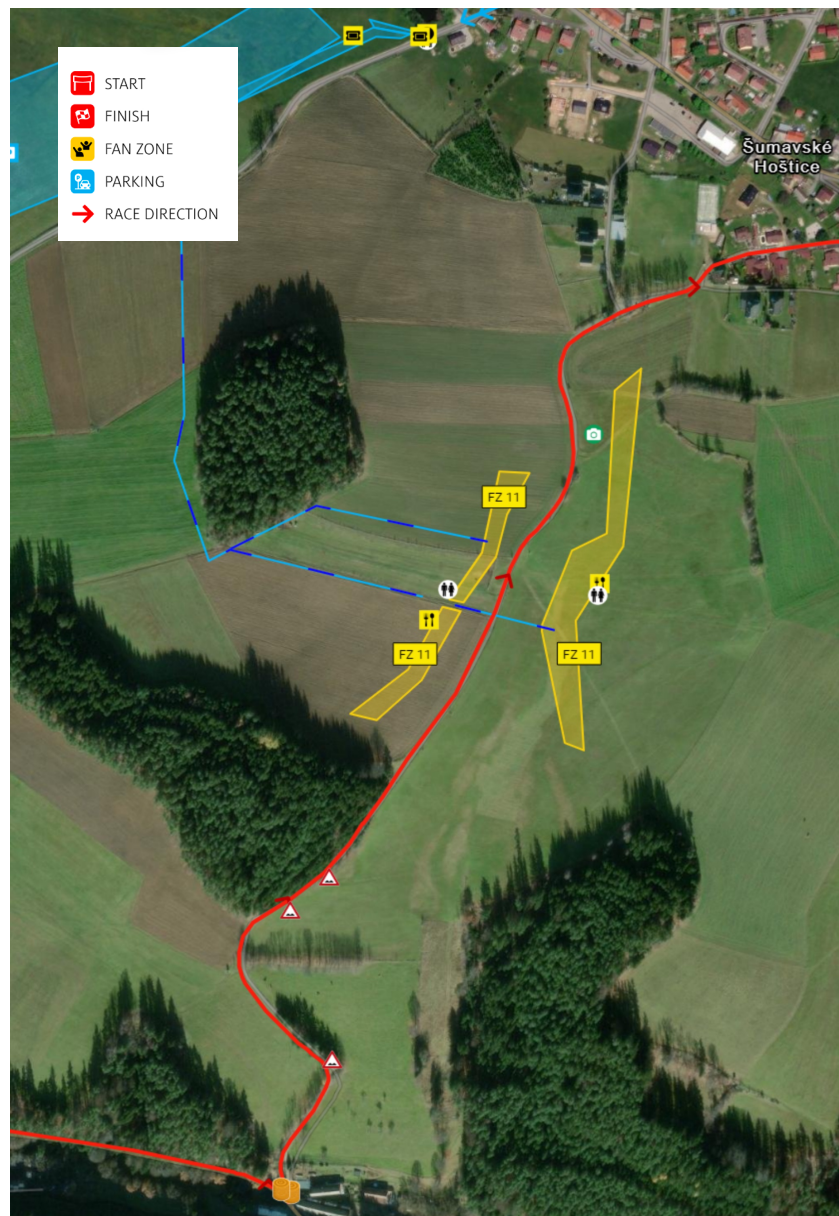 START
FINISH
FAN ZONE
PARKING
RACE DIRECTION
Šumavské
Hoštice
FZ 11
FZ 11
FZ 11